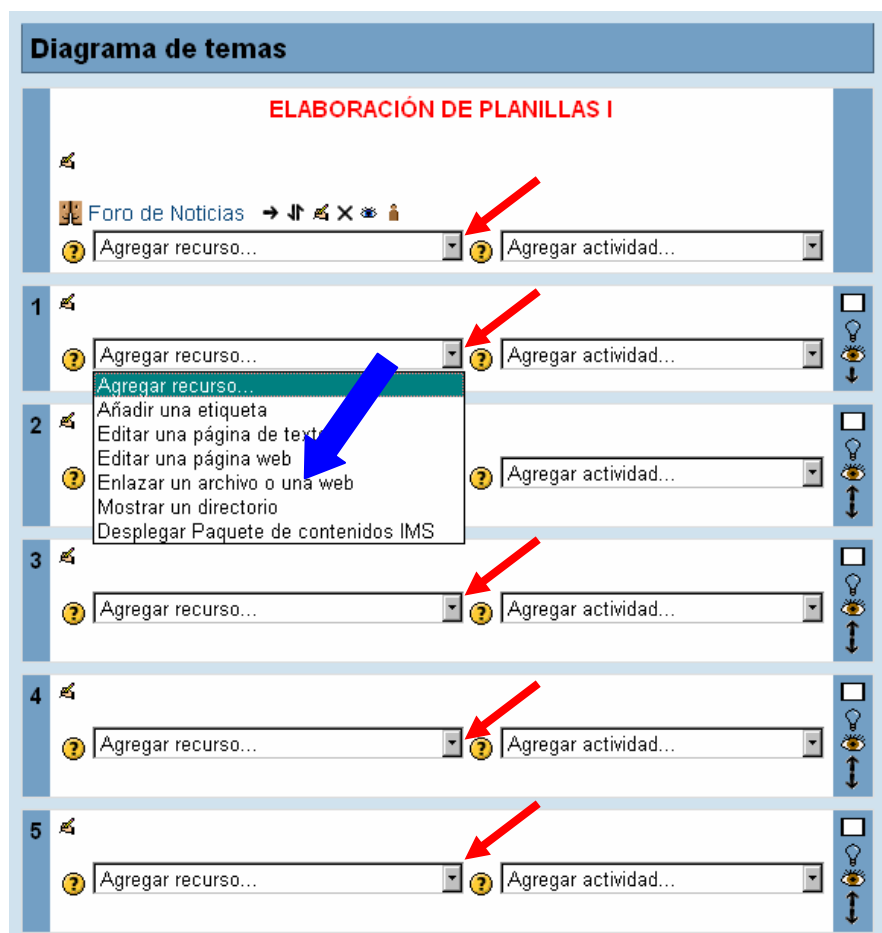 Diagrama de temas
ELABORACIÓN DE PLANILLAS I
Foro de Noticias
? Agregar recurso... ? Agregar actividad...
1
? Agregar recurso... ? Agregar actividad...
Agregar recurso...
Añadir una etiqueta
2
Editar una página de texto
Editar una página web
? Enlazar un archivo o una web ? Agregar actividad...
Mostrar un directorio
Desplegar Paquete de contenidos IMS
3
? Agregar recurso... ? Agregar actividad...
4
? Agregar recurso... ? Agregar actividad...
5
? Agregar recurso... ? Agregar actividad...